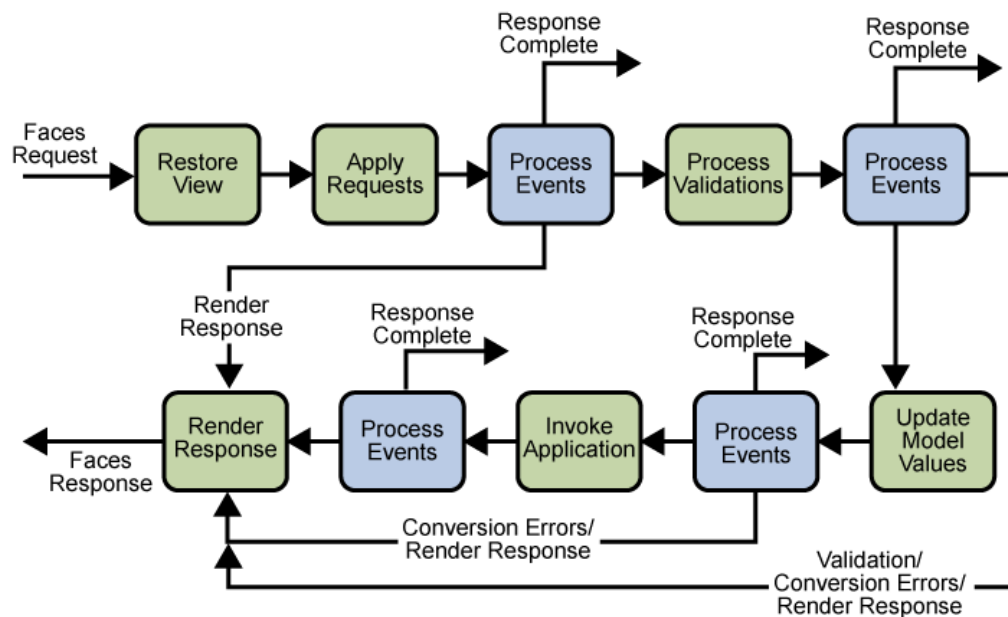 Response
Complete
Response
Complete
Faces
Request
Restore
View
Apply
Requests
Process
Events
Process
Validations
Process
Events
Render
Response
Response
Complete
Response
Complete
Render
Response
Process
Events
Invoke
Application
Process
Events
Update
Model
Values
Faces
Response
Conversion Errors/
Render Response
Validation/
Conversion Errors/
Render Response